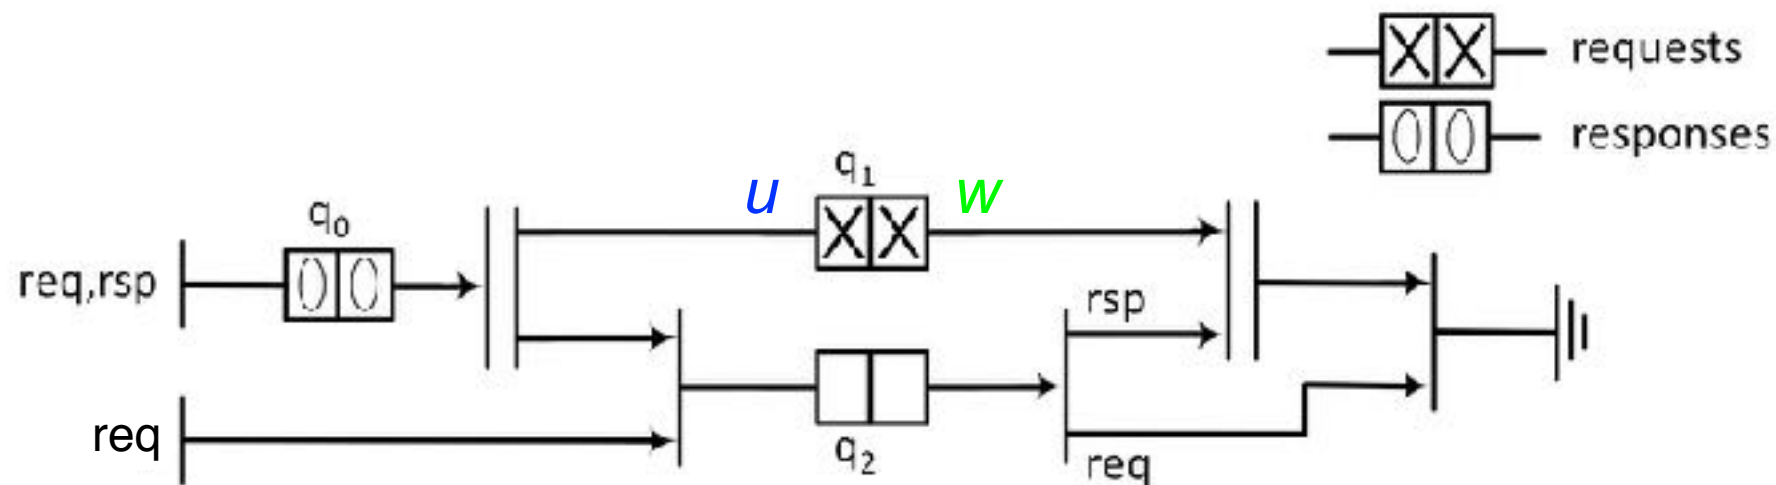 requests
responses
q1
u
w
q0
req,rsp
rsp
req
q2
req